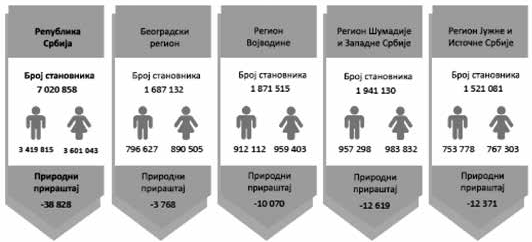 Република
Србија
Број становника
7 020 858
3 419 815 3 601 043
Природни
прираштај
-38 828
Београдски
регион
Број становника
1 687 132
796 627 890 505
Природни
прираштај
-3 768
Регион
Војводине
Број становника
1 871 515
912 112 959 403
Природни
прираштај
-10 070
Регион Шумадије
и Западне Србије
Број становника
1 941 130
957 298 983 832
Природни
прираштај
-12 619
Регион Јужне и
Источне Србије
Број становника
1 521 081
753 778 767 303
Природни
прираштај
-12 371